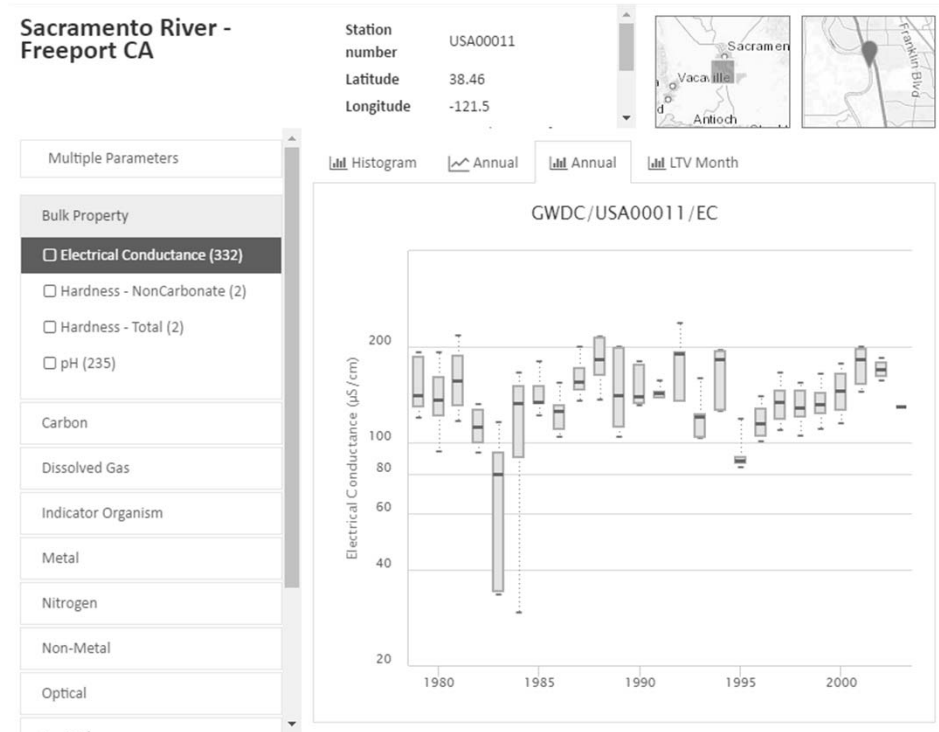 Sacramento River -
Freeport CA
Station
number
USA00011
Latitude
38.46
Longitude
-121.5
Sacramen
Vacaville
Antioch
Franklin Blvd
Multiple Parameters
Bulk Property
Electrical Conductance (332)
Hardness - NonCarbonate (2)
Hardness - Total (2)
pH (235)
Carbon
Dissolved Gas
Indicator Organism
Metal
Nitrogen
Non-Metal
Optical
Histogram
Annual
Annual
LTV Month
GWDC/USA00011/EC
Electrical Conductance (µS/cm)
200
100
80
60
40
20
1980
1985
1990
1995
2000